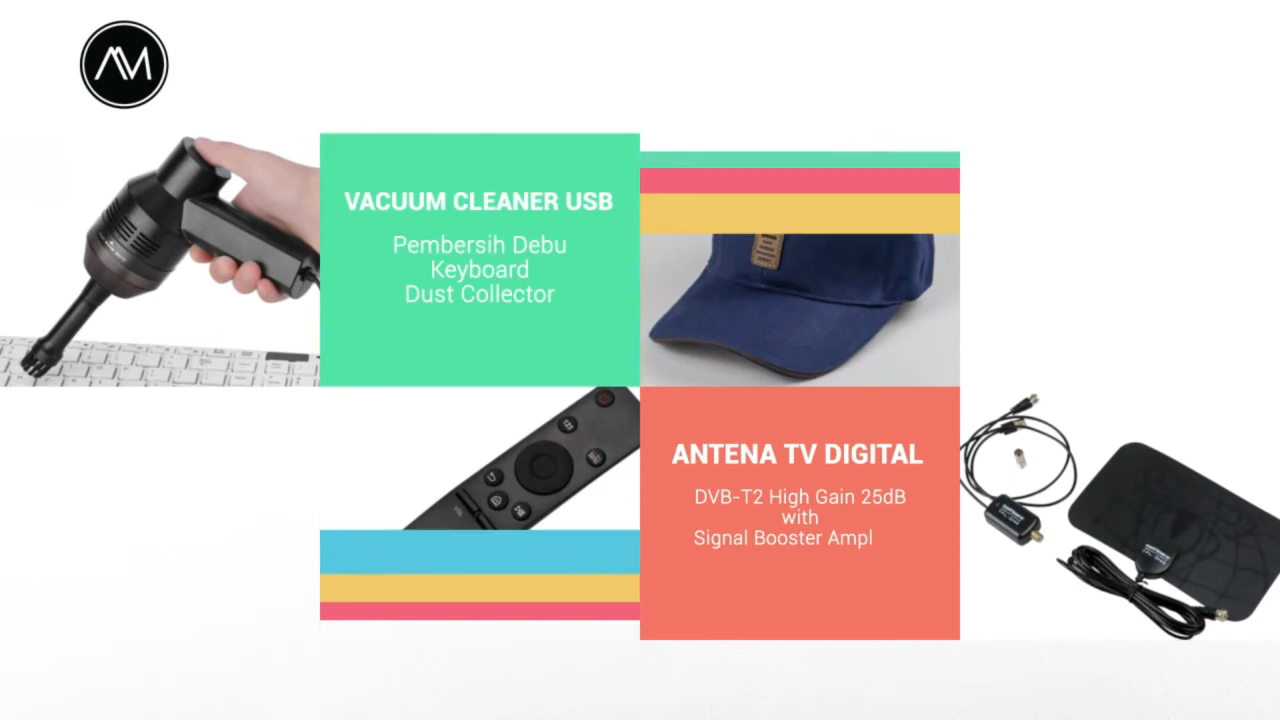 VACUUM CLEANER USB
Pembersih Debu
Keyboard
Dust Collector
ANTENA TV DIGITAL
DVB-T2 High Gain 25dB
with
Signal Booster Ampl